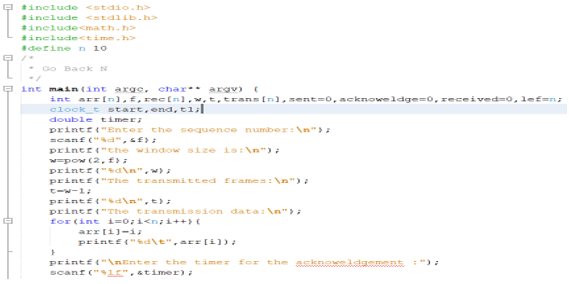 #include <stdio.h>
#include <stdlib.h>
#include<math.h>
#include<time.h>
#define n 10
/*
* Go Back N
*/
int main(int argc, char** argv) {
int arr[n],f,rec[n],w,t,trans[n],sent=0,acknoweldge=0,received=0,lef=n;
clock_t start,end,t1;
double timer;
printf("Enter the sequence number:\n");
scanf("%d",&f);
printf("the window size is:\n");
w=pow(2,f);
printf("%d\n",w);
printf("The transmitted frames:\n");
t=w-1;
printf("%d\n",t);
printf("The transmission data:\n");
for(int i=0;i<n;i++){
arr[i]=i;
printf("%d\t",arr[i]);
}
printf("\nEnter the timer for the acknoweldgement :");
scanf("%lf",&timer);